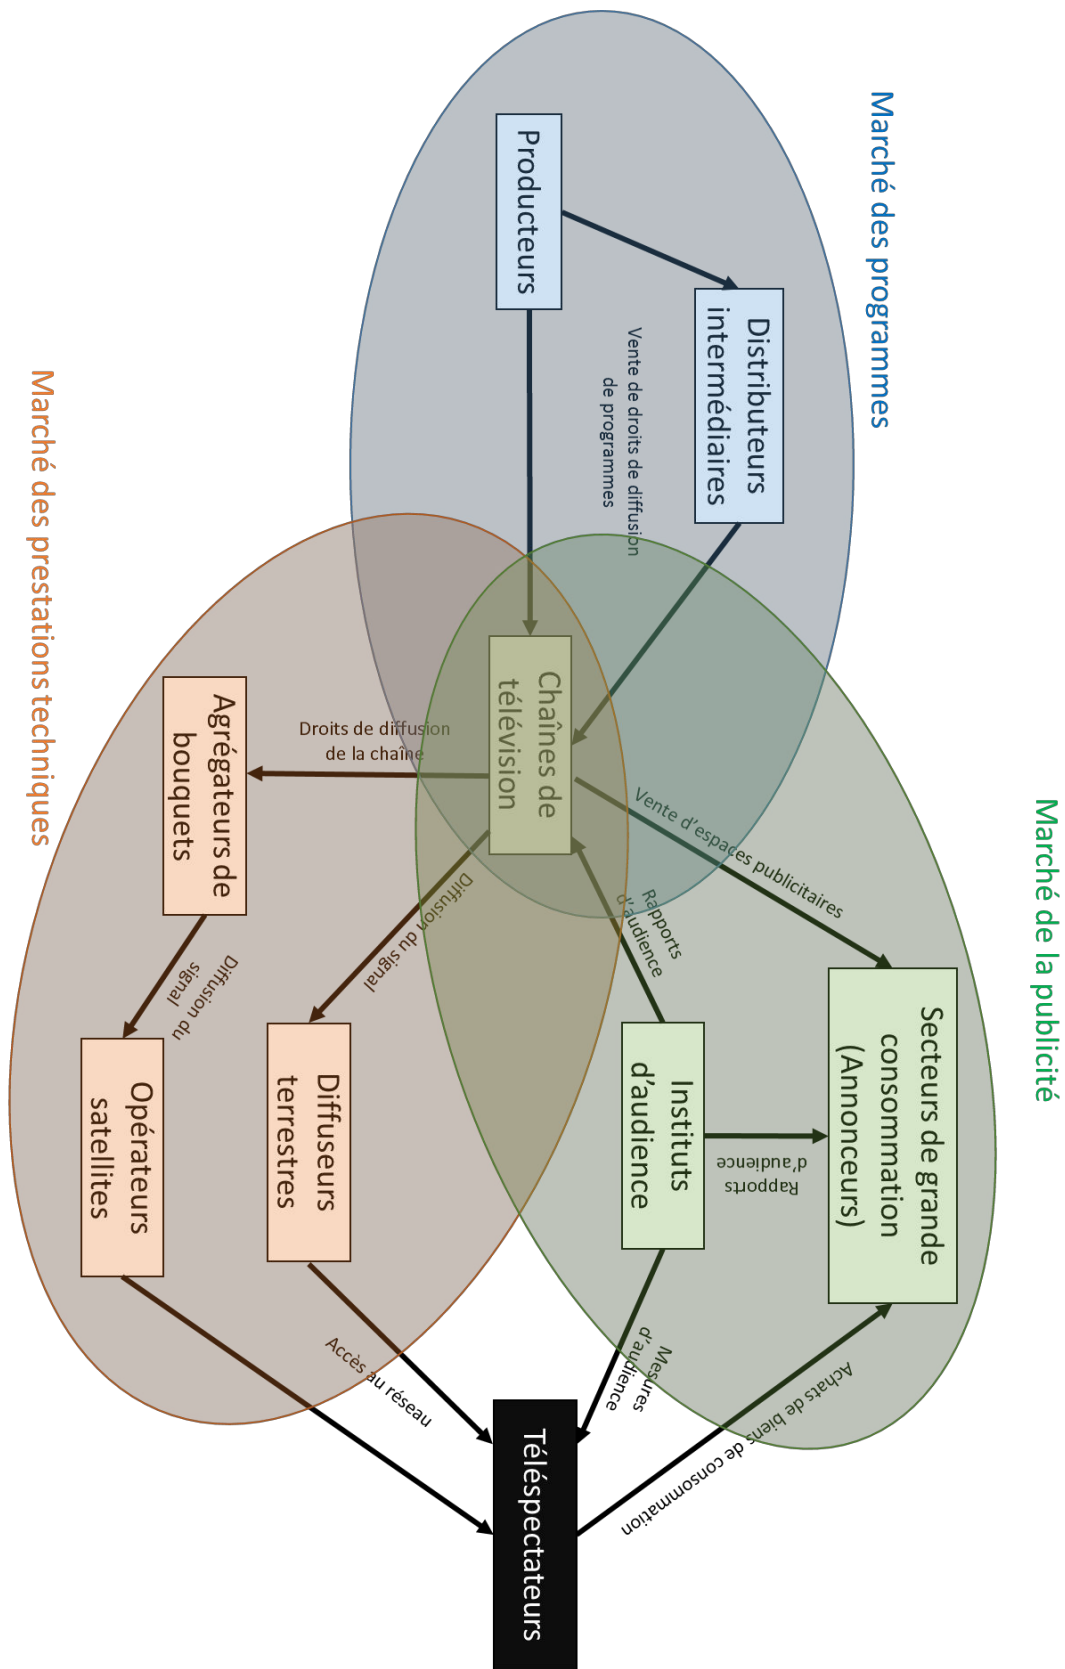 Marché des programmes
Producteurs
Distributeurs
intermédiaires
Vente de droits de diffusion
de programmes
Marché de la publicité
Chaînes de
télévision
Vente d'espaces publicitaires
Rapports
d'audience
Secteurs de grande
consommation
(Annonceurs)
Instituts
d'audience
Rapports
d'audience
Mesures
d'audience
Achats de biens de consommation
Téléspectateurs
Marché des prestations techniques
Droits de diffusion
de la chaîne
Agrégateurs de
bouquets
Diffusion du signal
Diffusion du
signal
Diffuseurs
terrestres
Opérateurs
satellites
Accès au réseau